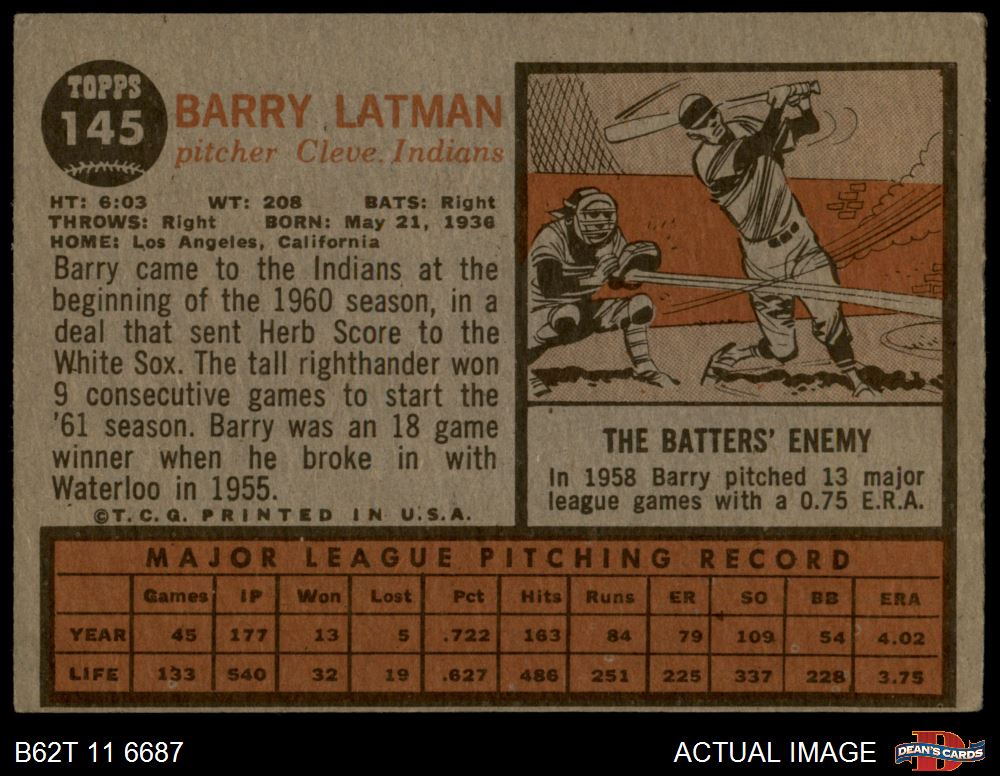 TOPPS
145
BARRY LATMAN
pitcher Cleve. Indians
HT: 6:03 WT: 208 BATS: Right
THROWS: Right BORN: May 21, 1936
HOME: Los Angeles, California
Barry came to the Indians at the
beginning of the 1960 season, in a
deal that sent Herb Score to the
White Sox. The tall righthander won
9 consecutive games to start the
'61 season. Barry was an 18 game
winner when he broke in with
Waterloo in 1955.
©T.C.G. PRINTED IN U.S.A.
THE BATTERS' ENEMY
In 1958 Barry pitched 13 major
league games with a 0.75 E.R.A.
MAJOR LEAGUE PITCHING RECORD
Games IP Won Lost Pct Hits Runs ER SO BB ERA
YEAR 45 177 13 5 .722 163 84 79 109 54 4.02
LIFE 133 540 32 19 .627 486 251 225 337 228 3.75
B62T 11 6687
ACTUAL IMAGE
D
DEAN'S CARDS